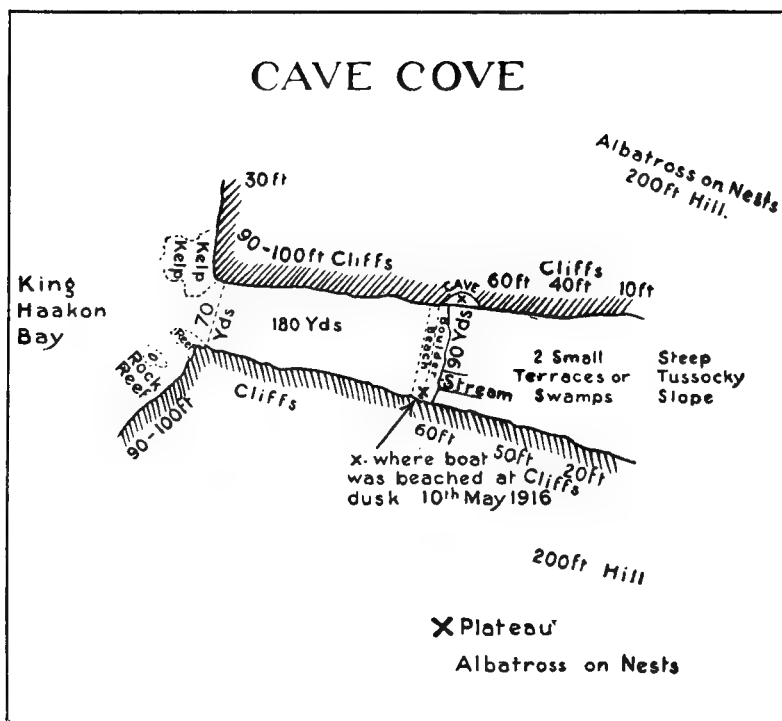 CAVE COVE
Albatross on Nests
200ft Hill.
30ft
90-100ft Cliffs
Kelp
Kelp
King
Haakon
Bay
70
Yds
180 Yds
CAVE
60ft
Cliffs
40ft
10ft
Boulder
Beach
90 Yds
x
Stream
2 Small
Terraces or
Swamps
Steep
Tussocky
Slope
Rock
Reef
90-100ft
Cliffs
60ft
50ft
20ft
Cliffs
x. where boat
was beached at
dusk 10th May 1916
200ft Hill
X Plateau
Albatross on Nests